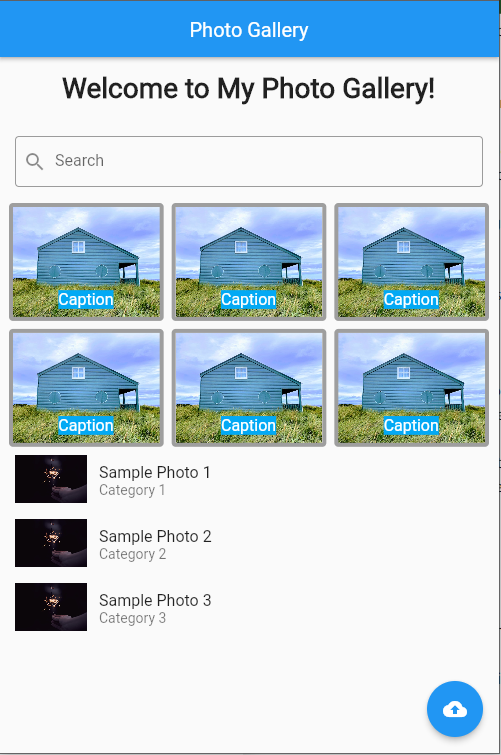 Photo Gallery
Welcome to My Photo Gallery!
Search
Caption Caption Caption
Caption Caption Caption
Sample Photo 1
Category 1
Sample Photo 2
Category 2
Sample Photo 3
Category 3